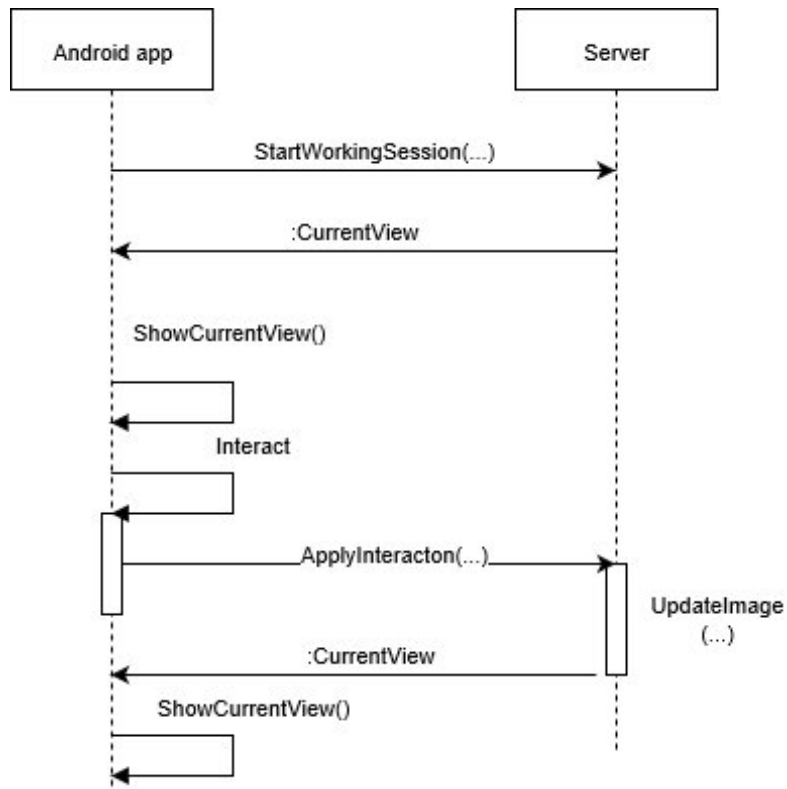 Android app
Server
StartWorkingSession(...)
:CurrentView
ShowCurrentView()
Interact
ApplyInteracton(...)
UpdateImage
(...)
:CurrentView
ShowCurrentView()